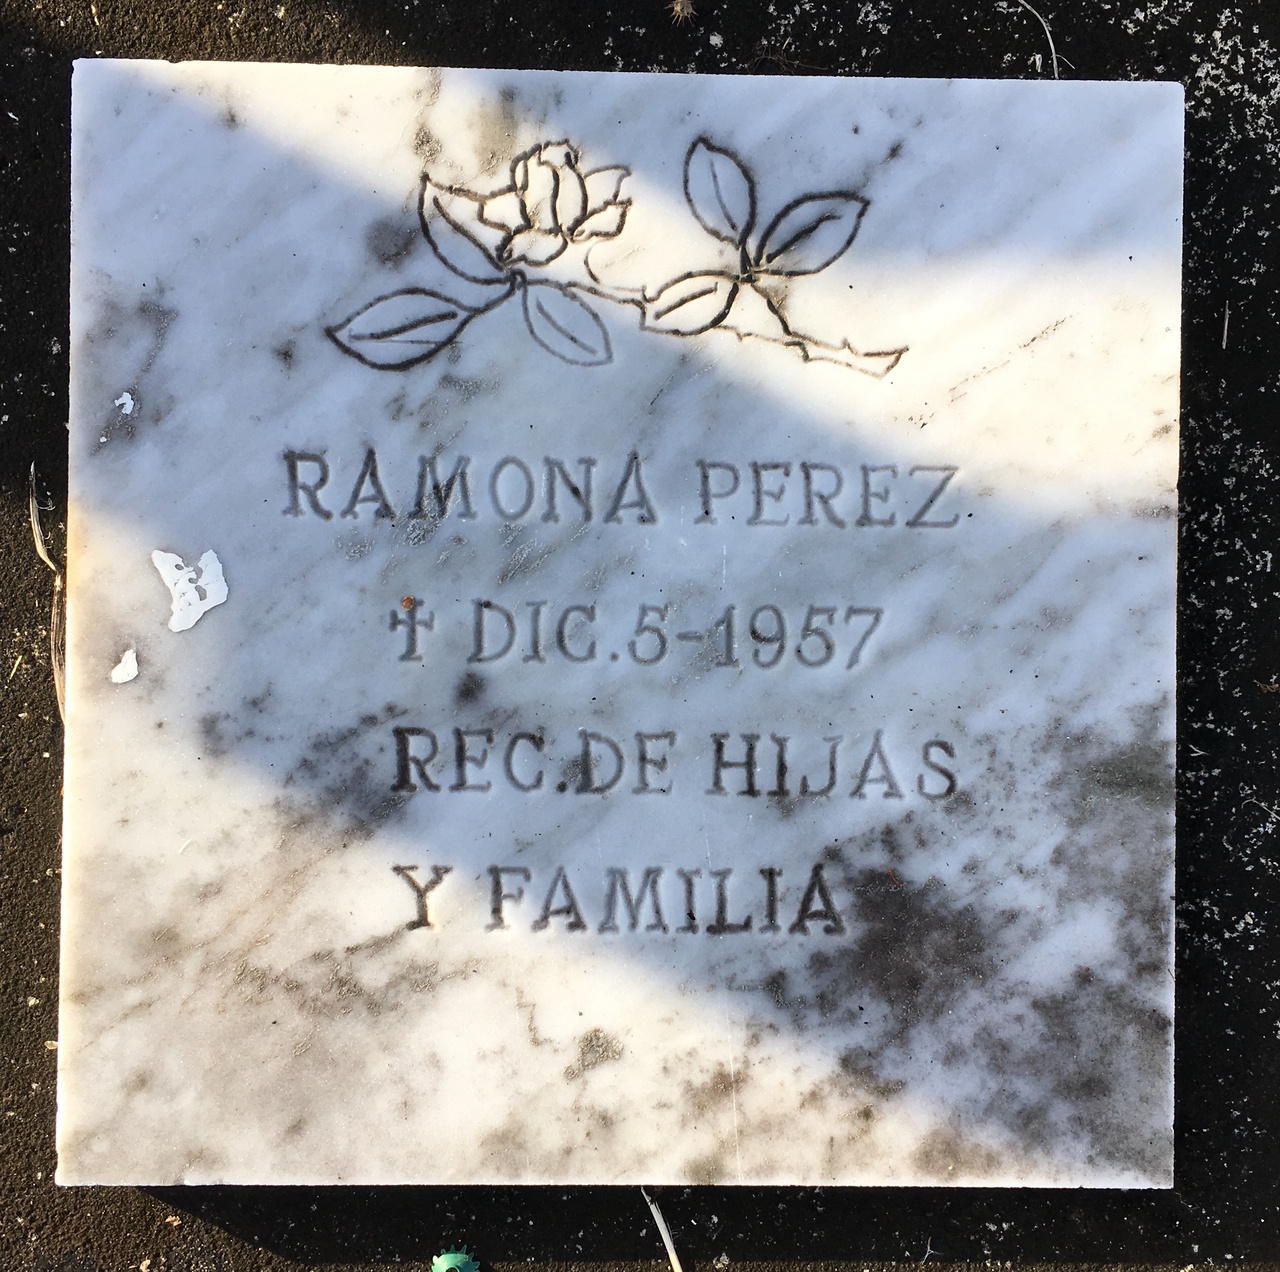 RAMONA PEREZ
✝ DIC.5-1957
REC.DE HIJAS
Y FAMILIA